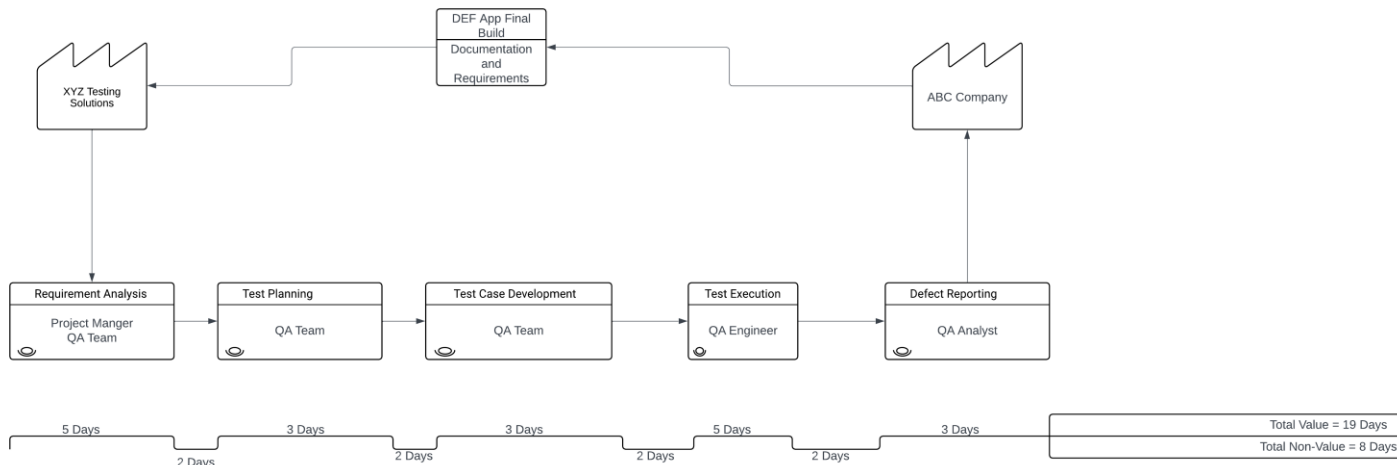 DEF App Final
Build
Documentation
and
Requirements
XYZ Testing
Solutions
ABC Company
Requirement Analysis
Project Manger
QA Team
Test Planning
QA Team
Test Case Development
QA Team
Test Execution
QA Engineer
Defect Reporting
QA Analyst
5 Days
2 Days
3 Days
2 Days
3 Days
2 Days
5 Days
2 Days
3 Days
Total Value = 19 Days
Total Non-Value = 8 Days